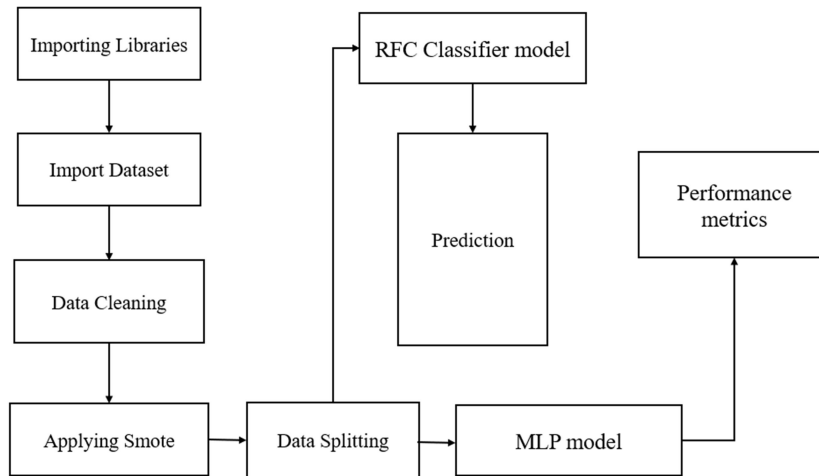 Importing Libraries
Import Dataset
Data Cleaning
Applying Smote
Data Splitting
RFC Classifier model
Prediction
MLP model
Performance
metrics